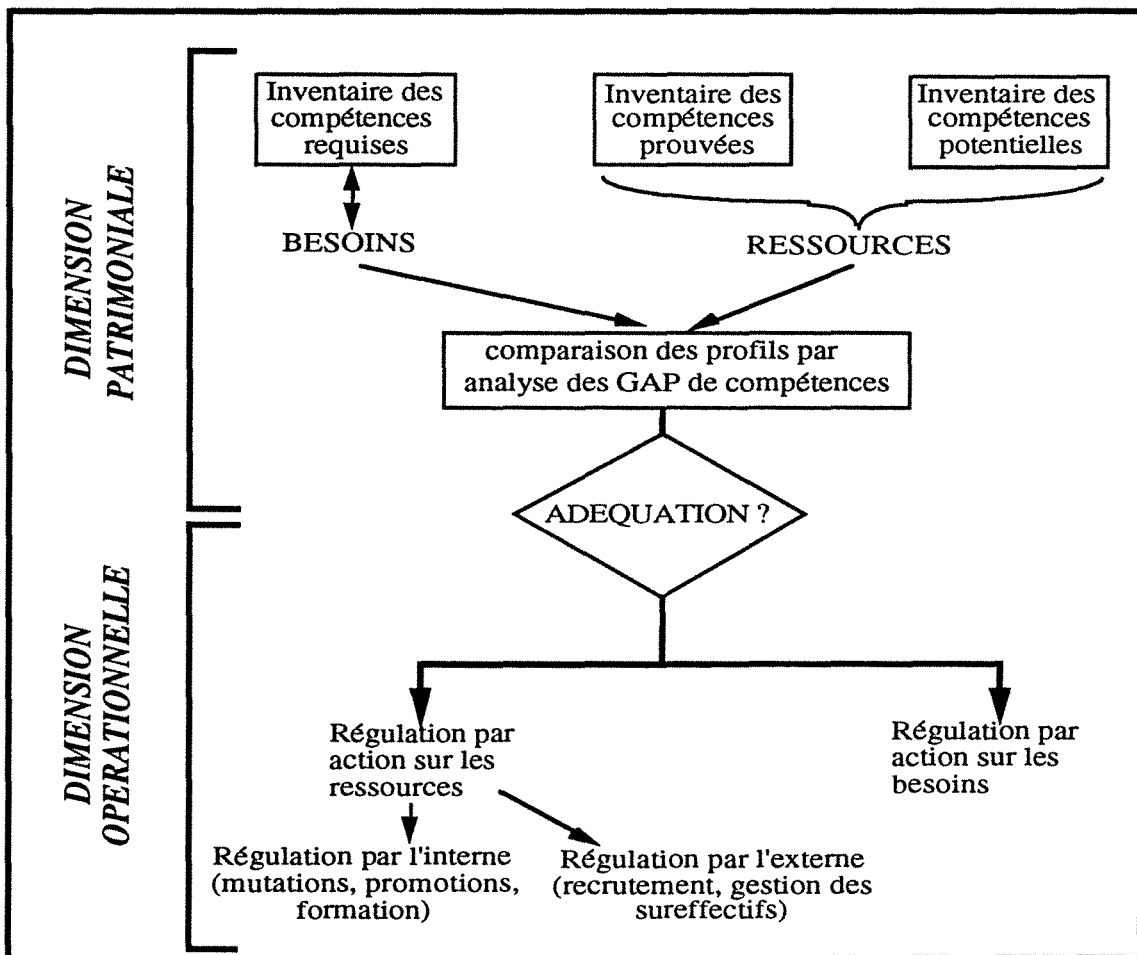 DIMENSION
PATRIMONIALE
Inventaire des
compétences
requises
Inventaire des
compétences
prouvées
Inventaire des
compétences
potentielles
BESOINS
RESSOURCES
comparaison des profils par
analyse des GAP de compétences
ADEQUATION ?
DIMENSION
OPERATIONNELLE
Régulation par
action sur les
ressources
Régulation par
action sur les
besoins
Régulation par l'interne
(mutations, promotions,
formation)
Régulation par l'externe
(recrutement, gestion des
sureffectifs)